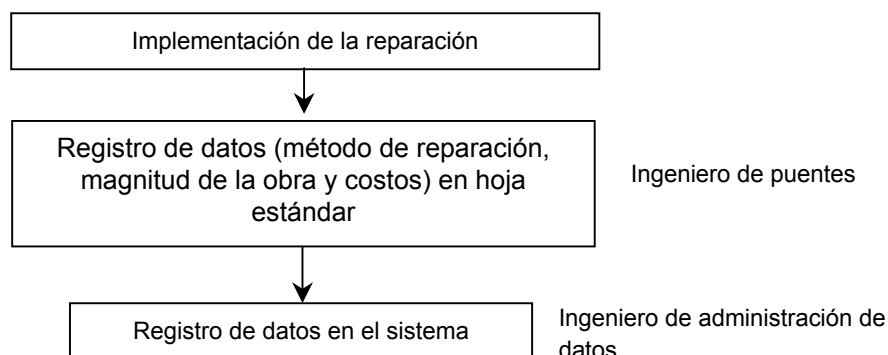 Implementación de la reparación
Registro de datos (método de reparación,
magnitud de la obra y costos) en hoja
estándar
Ingeniero de puentes
Registro de datos en el sistema
Ingeniero de administración de
datos